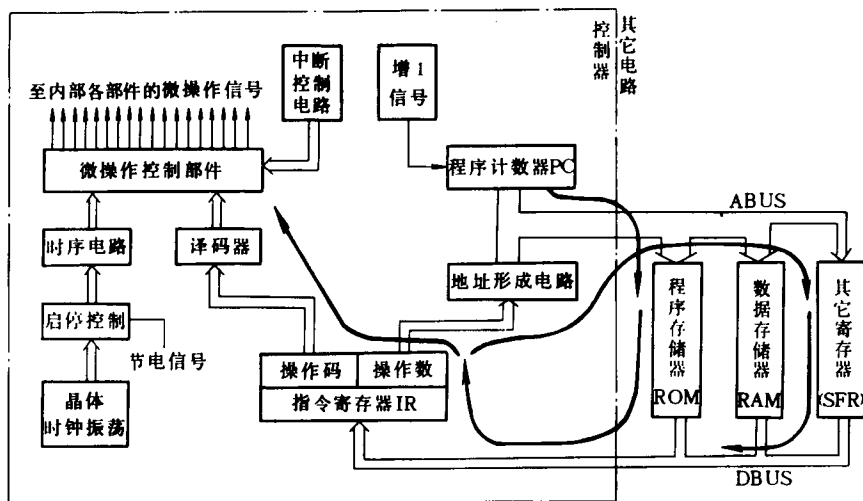 中断
控制
电路
增1
信号
控制器
其它电路
至内部各部件的微操作信号
微操作控制部件
程序计数器PC
ABUS
时序电路
译码器
地址形成电路
程序存储器
ROM
数据存储器
RAM
其它寄存器
(SFR)
启停控制
节电信号
操作码
操作数
指令寄存器IR
晶体
时钟振荡
DBUS